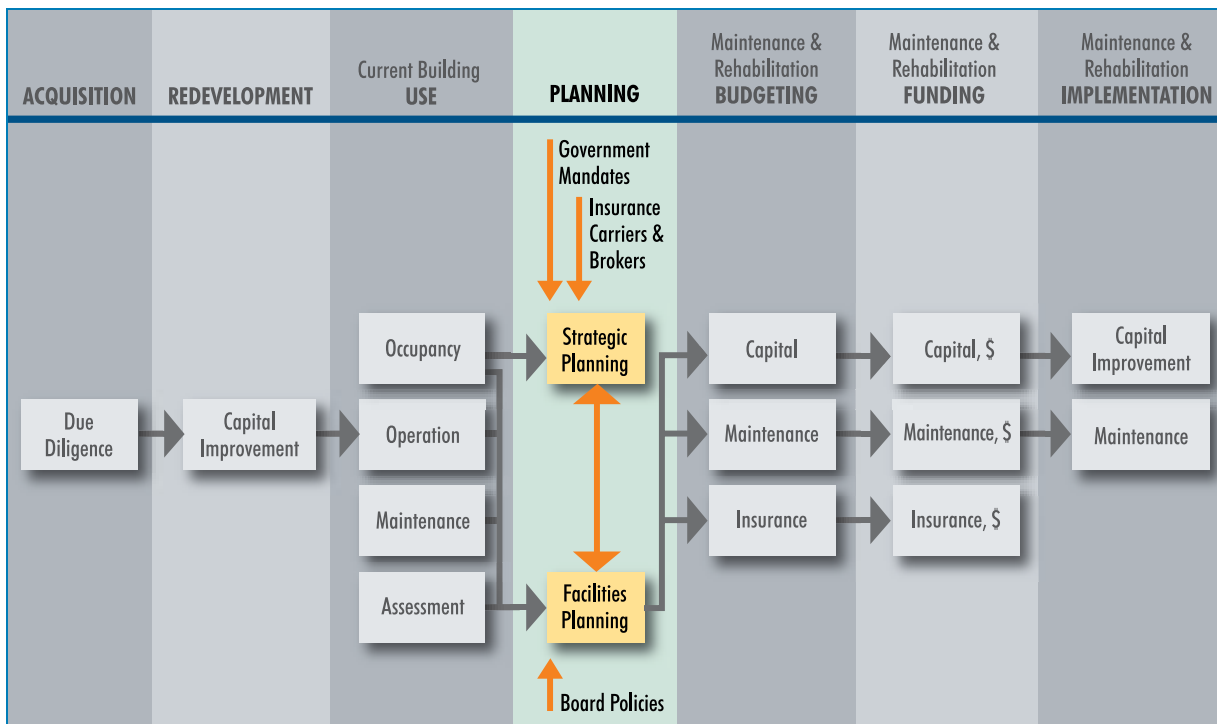 ACQUISITION
REDEVELOPMENT
Current Building
USE
PLANNING
Maintenance &
Rehabilitation
BUDGETING
Maintenance &
Rehabilitation
FUNDING
Maintenance &
Rehabilitation
IMPLEMENTATION
Government
Mandates
Insurance
Carriers &
Brokers
Due
Diligence
Capital
Improvement
Occupancy
Operation
Maintenance
Assessment
Strategic
Planning
Facilities
Planning
Board Policies
Capital
Maintenance
Insurance
Capital, $
Maintenance, $
Insurance, $
Capital
Improvement
Maintenance